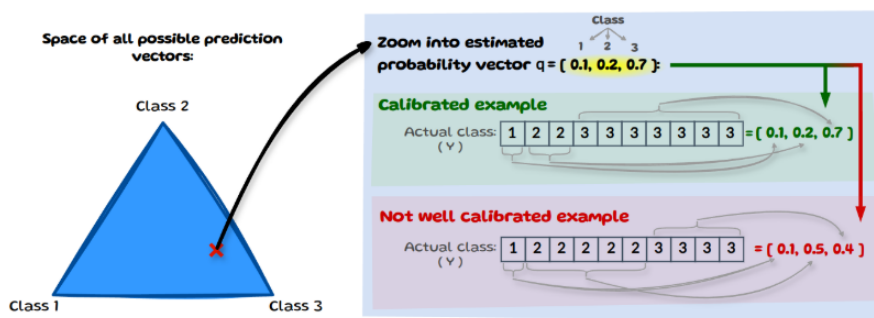 Space of all possible prediction
vectors:
Class 2
Class 1
Class 3
Class
1 2 3
Zoom into estimated
probability vector q = [ 0.1, 0.2, 0.7 ]:
Calibrated example
Actual class: 1 2 2 3 3 3 3 3 3 3 = [ 0.1, 0.2, 0.7 ]
( Y )
Not well calibrated example
Actual class: 1 2 2 2 2 2 3 3 3 3 = [ 0.1, 0.5, 0.4 ]
( Y )